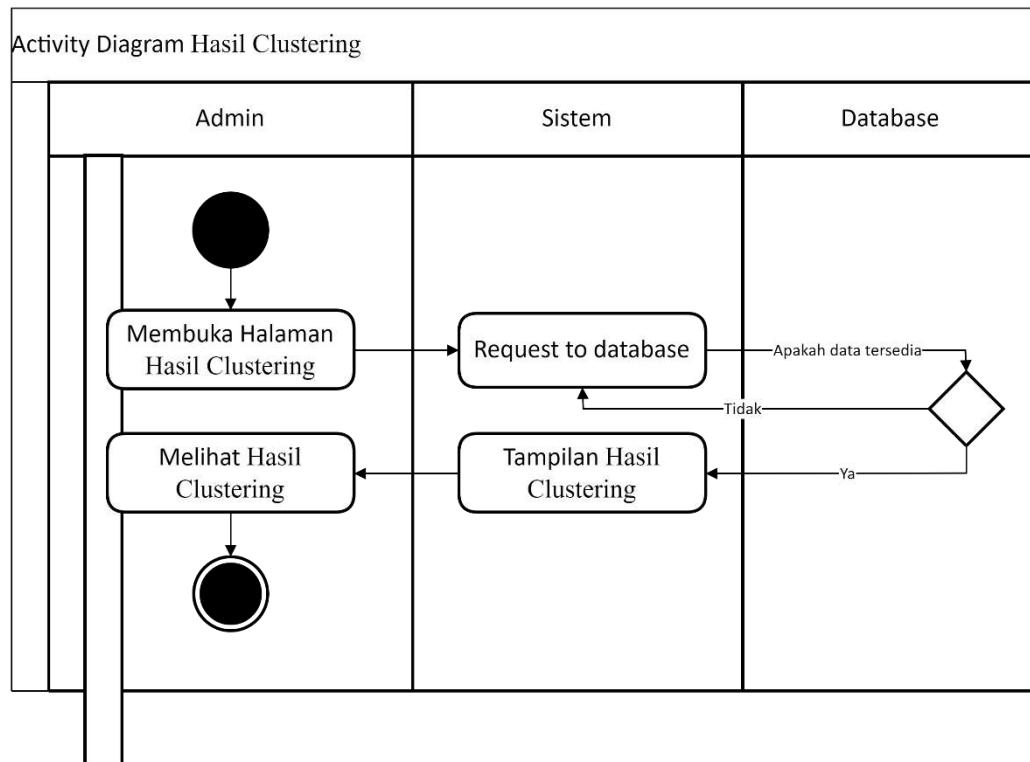 Activity Diagram Hasil Clustering
Admin
Sistem
Database
Membuka Halaman
Hasil Clustering
Request to database
Apakah data tersedia
Tidak
Melihat Hasil
Clustering
Tampilan Hasil
Clustering
Ya